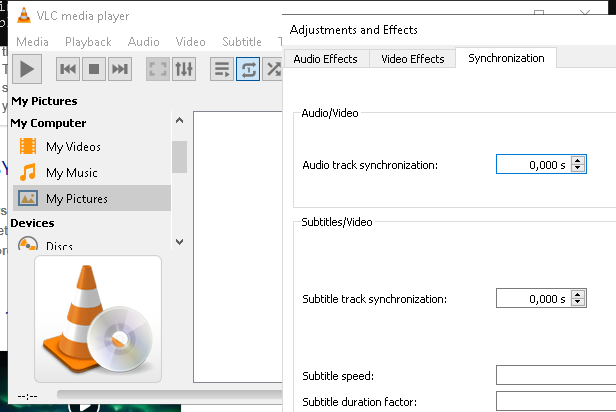 VLC media player
Media Playback Audio Video Subtitle
Adjustments and Effects
Audio Effects Video Effects Synchronization
My Pictures
My Computer
My Videos
My Music
My Pictures
Devices
Discs
--:--
Audio/Video
Audio track synchronization: 0,000 s
Subtitles/Video
Subtitle track synchronization: 0,000 s
Subtitle speed:
Subtitle duration factor: